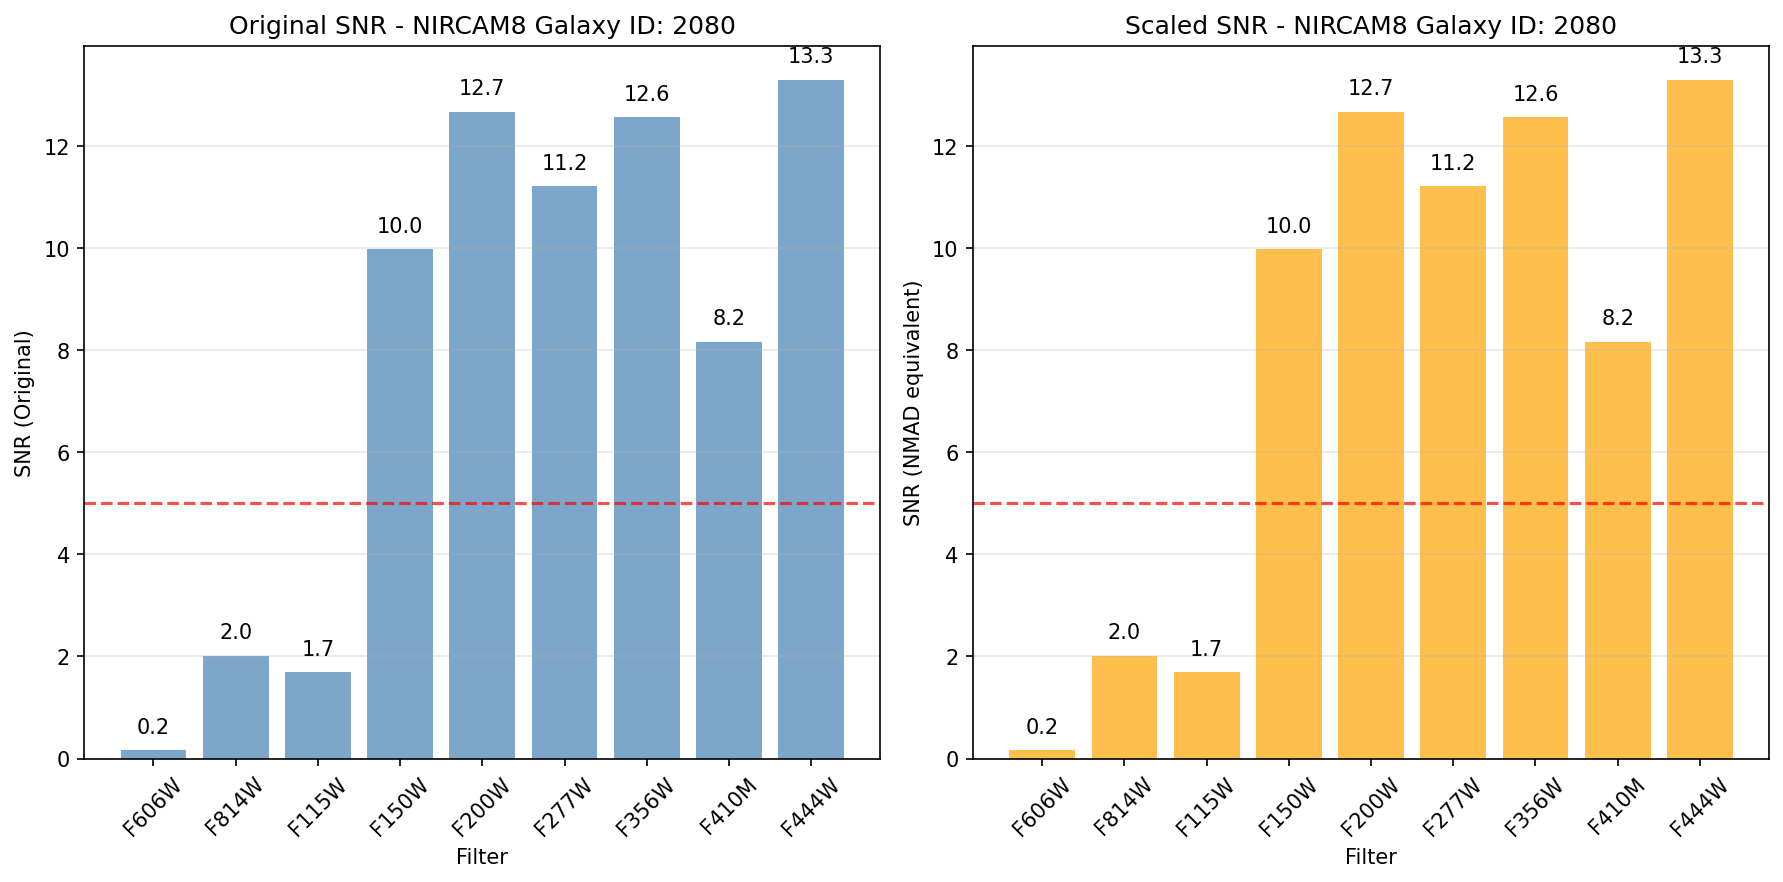 Original SNR - NIRCAM8 Galaxy ID: 2080
SNR (Original)
12
10
8
6
4
2
0
0.2
2.0
1.7
10.0
12.7
11.2
12.6
8.2
13.3
F606W
F814W
F115W
F150W
F200W
F277W
F356W
F410M
F444W
Filter
Scaled SNR - NIRCAM8 Galaxy ID: 2080
SNR (NMAD equivalent)
12
10
8
6
4
2
0
0.2
2.0
1.7
10.0
12.7
11.2
12.6
8.2
13.3
F606W
F814W
F115W
F150W
F200W
F277W
F356W
F410M
F444W
Filter